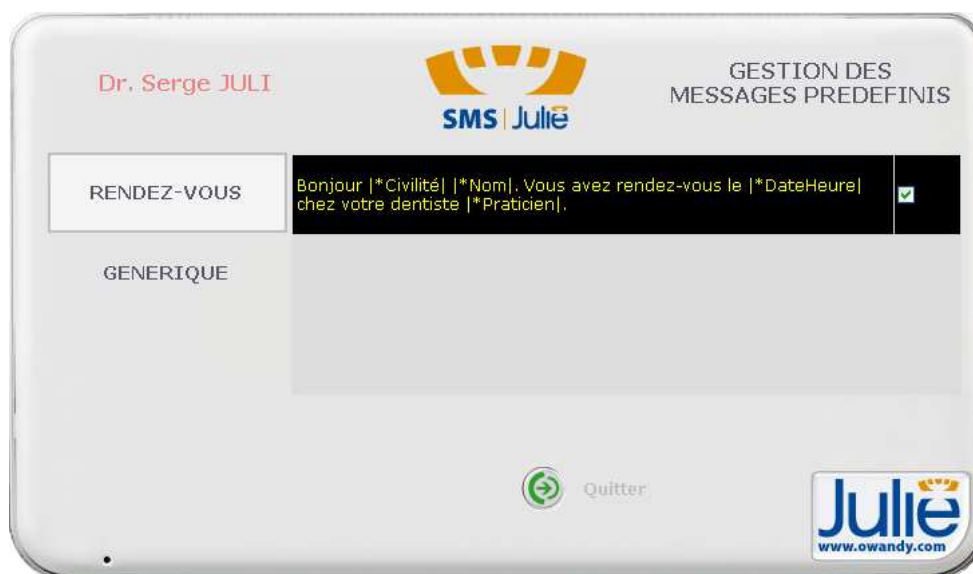 Dr. Serge JULI
SMS | Julie
GESTION DES
MESSAGES PREDEFINIS
RENDEZ-VOUS
Bonjour |*Civilité| |*Nom|. Vous avez rendez-vous le |*DateHeure|
chez votre dentiste |*Praticien|.
GENERIQUE
Quitter
Julie
www.owandy.com